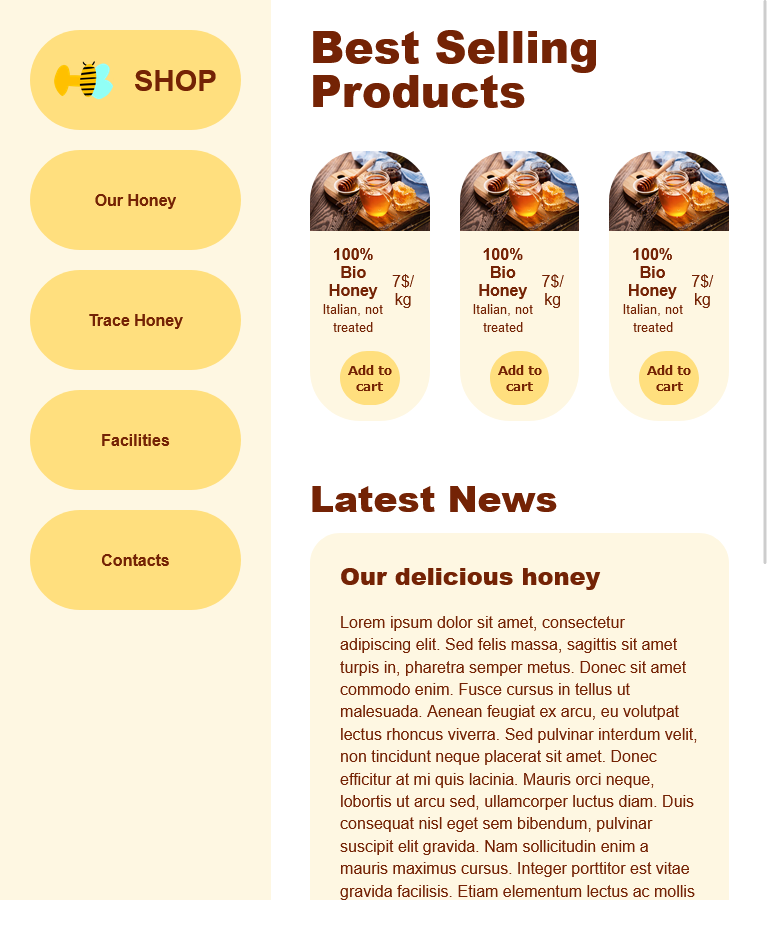 SHOP
Our Honey
Trace Honey
Facilities
Contacts
Best Selling
Products
100%
Bio
Honey
Italian, not
treated
7$/
kg
Add to
cart
100%
Bio
Honey
Italian, not
treated
7$/
kg
Add to
cart
100%
Bio
Honey
Italian, not
treated
7$/
kg
Add to
cart
Latest News
Our delicious honey
Lorem ipsum dolor sit amet, consectetur
adipiscing elit. Sed felis massa, sagittis sit amet
turpis in, pharetra semper metus. Donec sit amet
commodo enim. Fusce cursus in tellus ut
malesuada. Aenean feugiat ex arcu, eu volutpat
lectus rhoncus viverra. Sed pulvinar interdum velit,
non tincidunt neque placerat sit amet. Donec
efficitur at mi quis lacinia. Mauris orci neque,
lobortis ut arcu sed, ullamcorper luctus diam. Duis
consequat nisl eget sem bibendum, pulvinar
suscipit elit gravida. Nam sollicitudin enim a
mauris maximus cursus. Integer porttitor est vitae
gravida facilisis. Etiam elementum lectus ac mollis